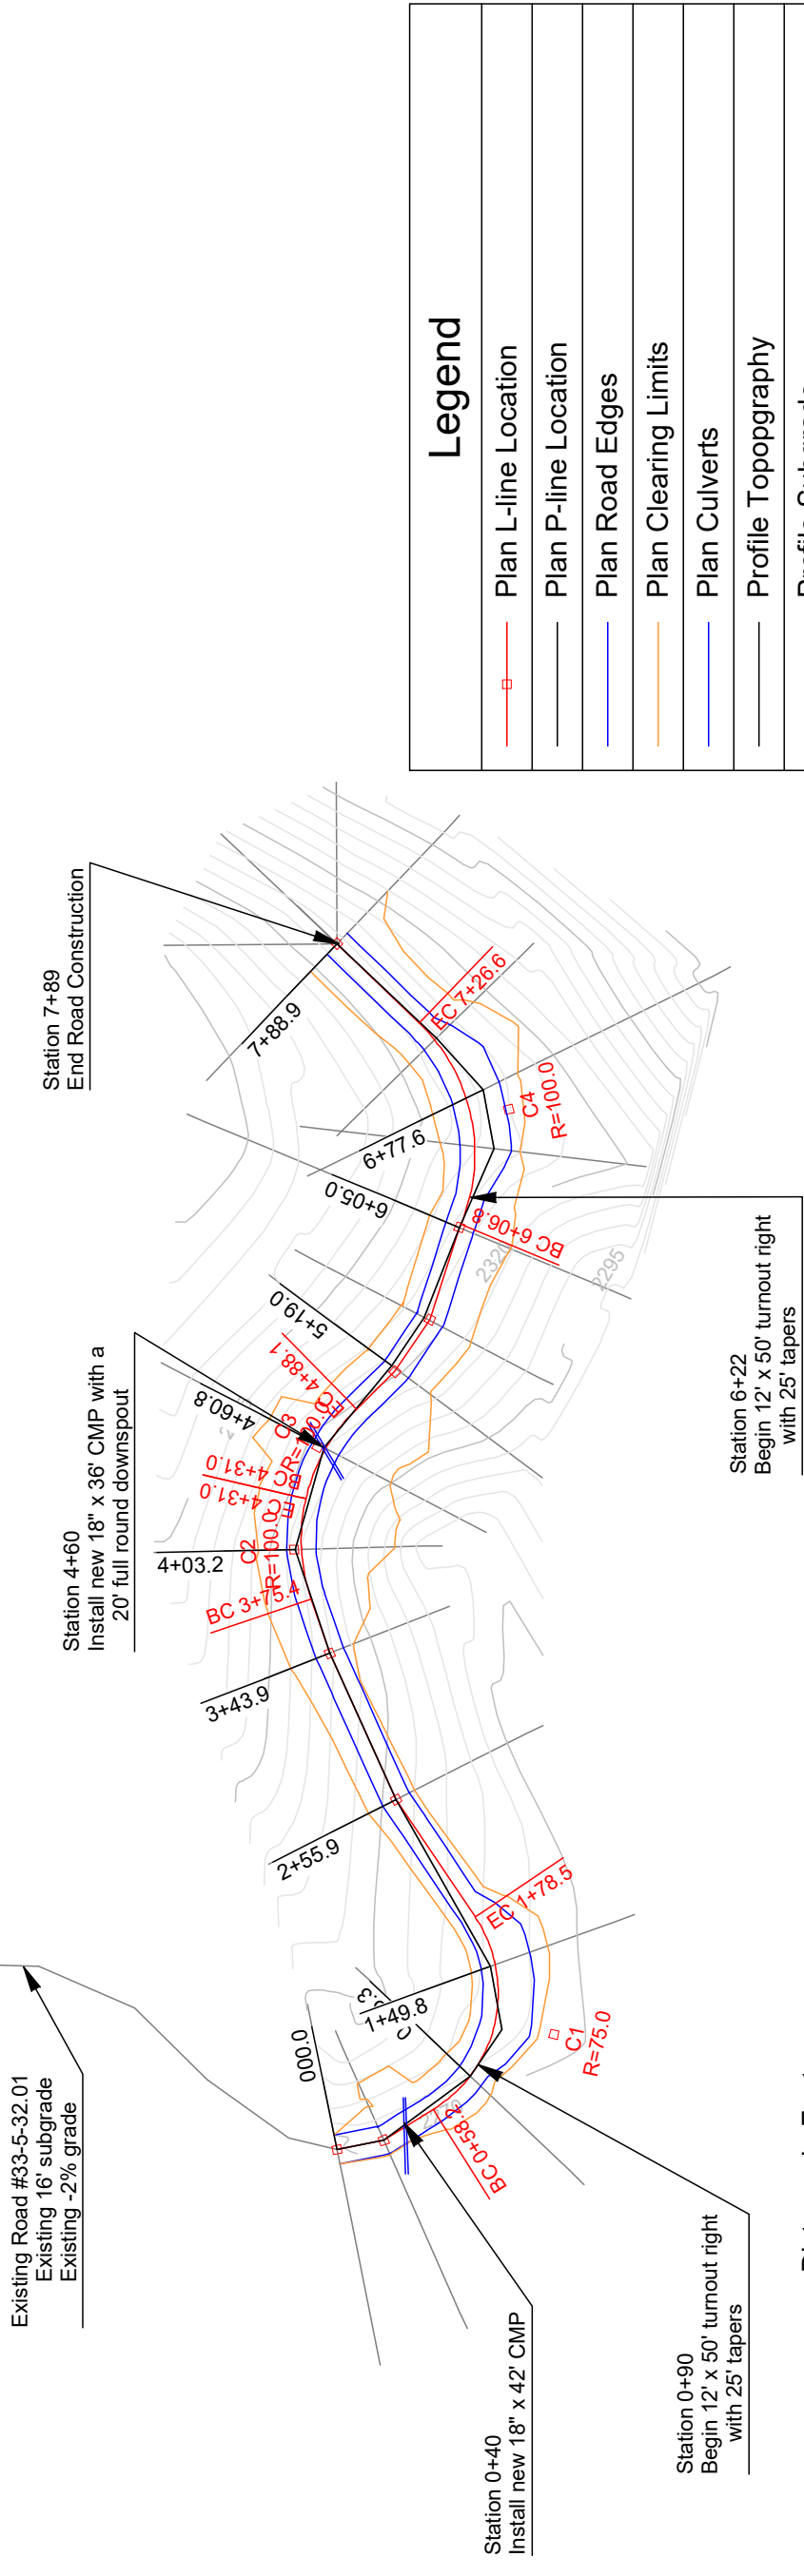 Existing Road #33-5-32.01
Existing 16' subgrade
Existing -2% grade
Station 7+89
End Road Construction
Station 4+60
Install new 18" x 36' CMP with a
20' full round downspout
Station 0+40
Install new 18" x 42' CMP
Station 0+90
Begin 12' x 50' turnout right
with 25' tapers
Station 6+22
Begin 12' x 50' turnout right
with 25' tapers
000.0
BC 0+58.2
1+49.8
C1
R=75.0
EC 1+78.5
2+55.9
3+43.9
BC 3+75.4
4+03.2
C2
R=100.0
EC 4+31.0
BC 4+31.0
C3
R=100.0
4+60.8
EC 4+88.1
5+19.0
6+05.0
BC 6+06.8
2320
2295
6+77.6
C4
R=100.0
EC 7+26.6
7+88.9
Legend
Plan L-line Location
Plan P-line Location
Plan Road Edges
Plan Clearing Limits
Plan Culverts
Profile Topopgraphy